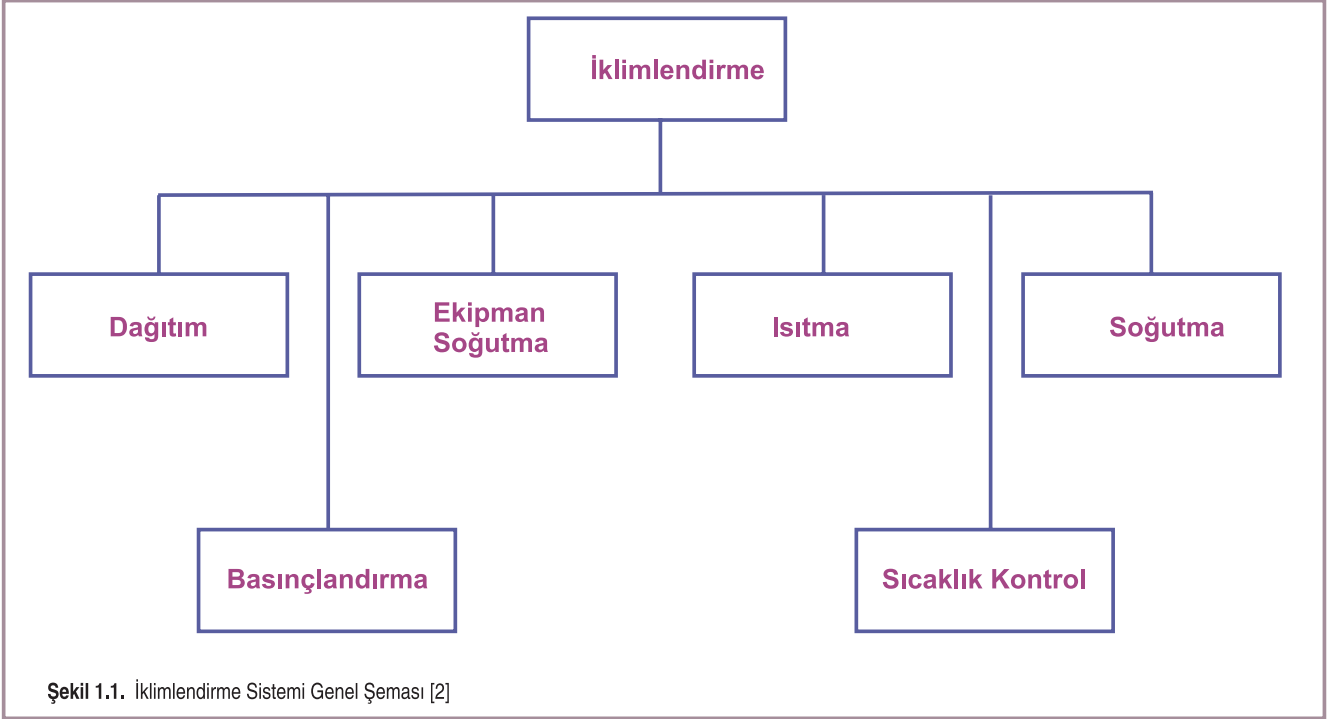 İklimlendirme
Dağıtım
Ekipman
Soğutma
Isıtma
Soğutma
Basınçlandırma
Sıcaklık Kontrol
Şekil 1.1. İklimlendirme Sistemi Genel Şeması [2]